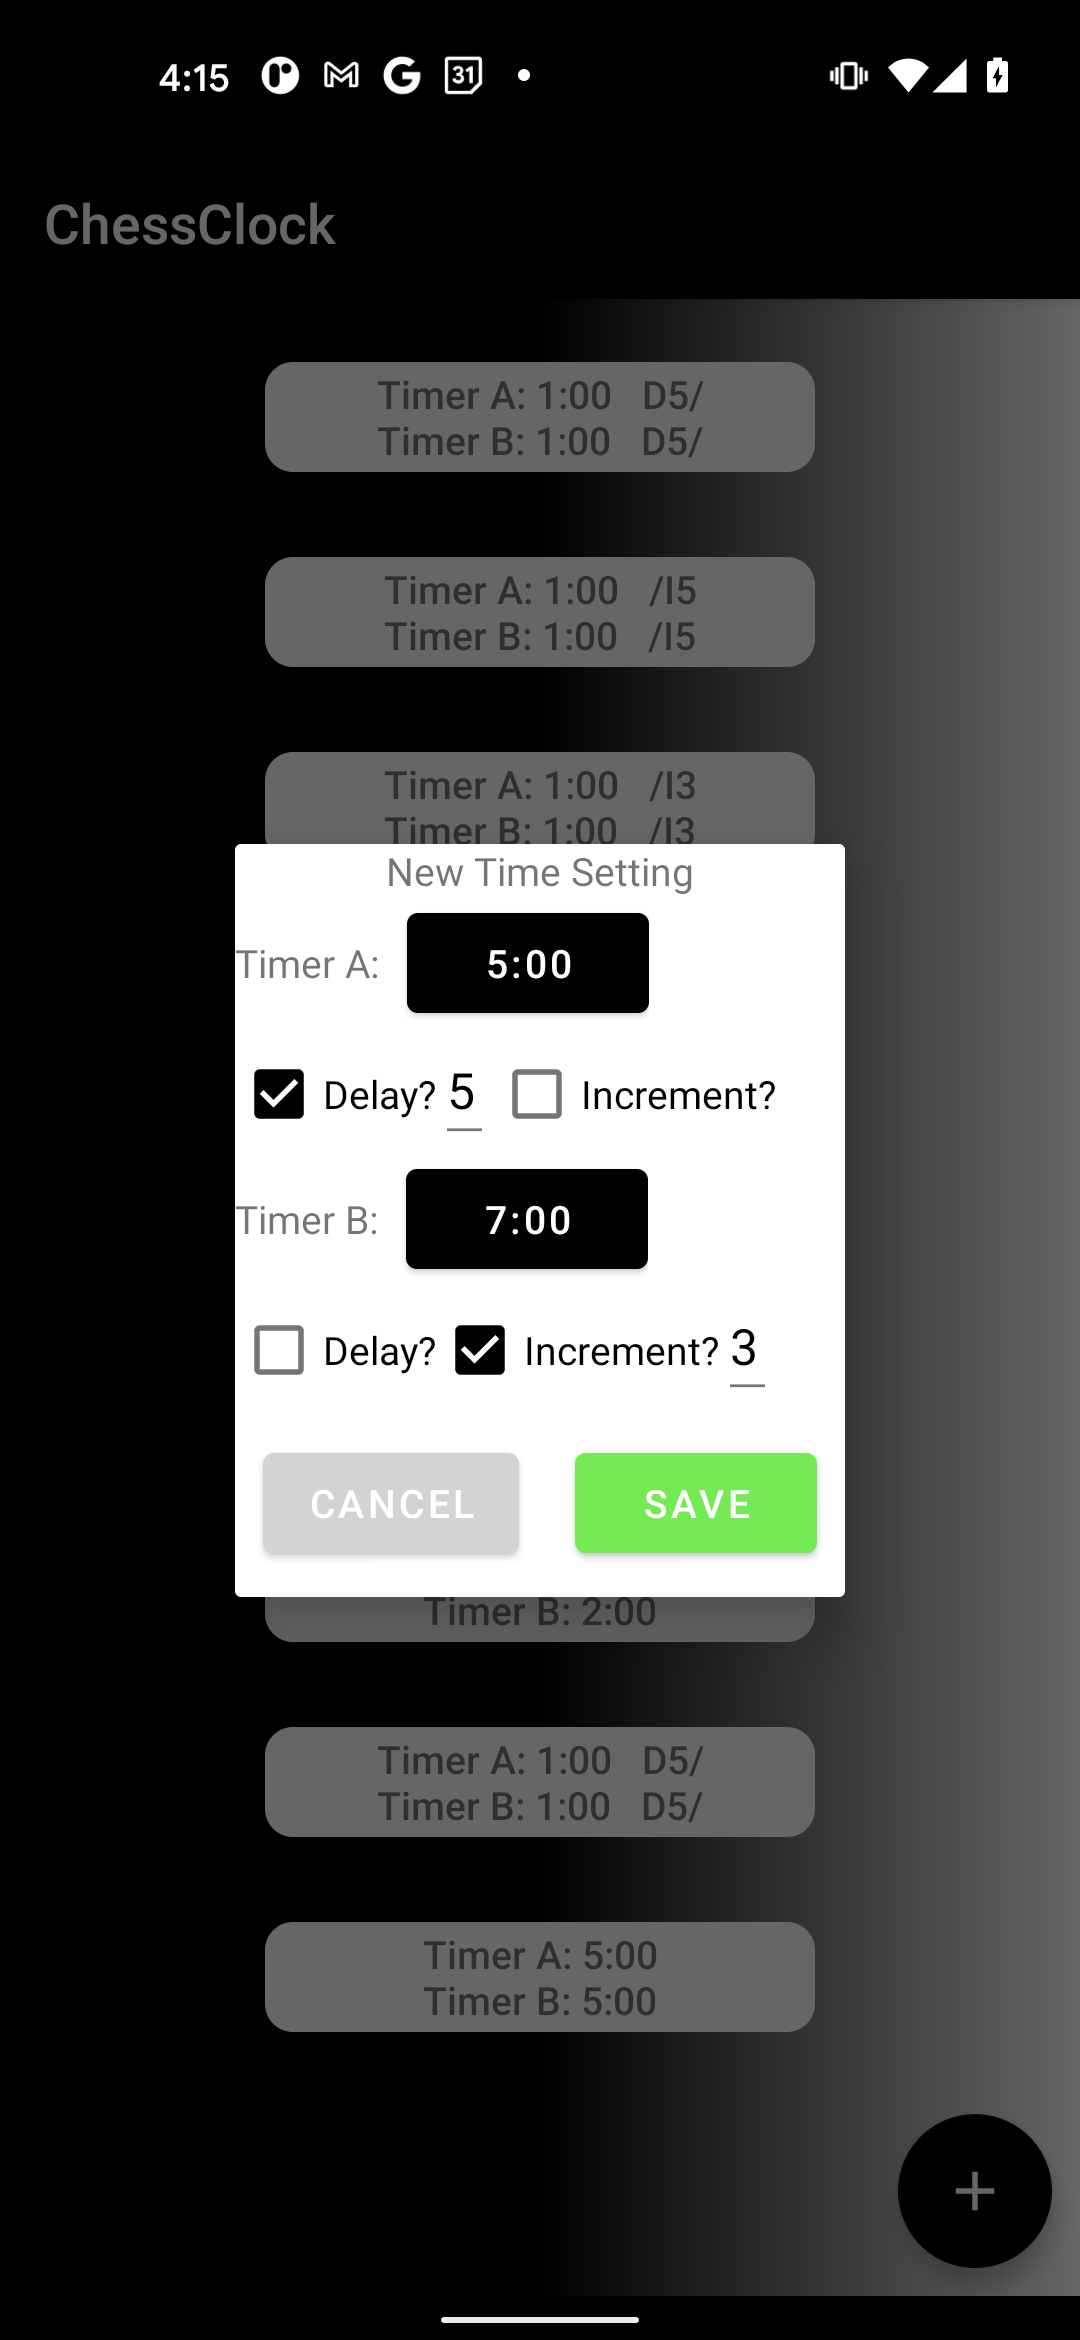 4:15 31
ChessClock
Timer A: 1:00 D5/
Timer B: 1:00 D5/
Timer A: 1:00 /I5
Timer B: 1:00 /I5
Timer A: 1:00 /I3
Timer B: 1:00 /I3
New Time Setting
Timer A: 5:00
Delay? 5 Increment?
Timer B: 7:00
Delay? Increment? 3
CANCEL SAVE
Timer B: 2:00
Timer A: 1:00 D5/
Timer B: 1:00 D5/
Timer A: 5:00
Timer B: 5:00